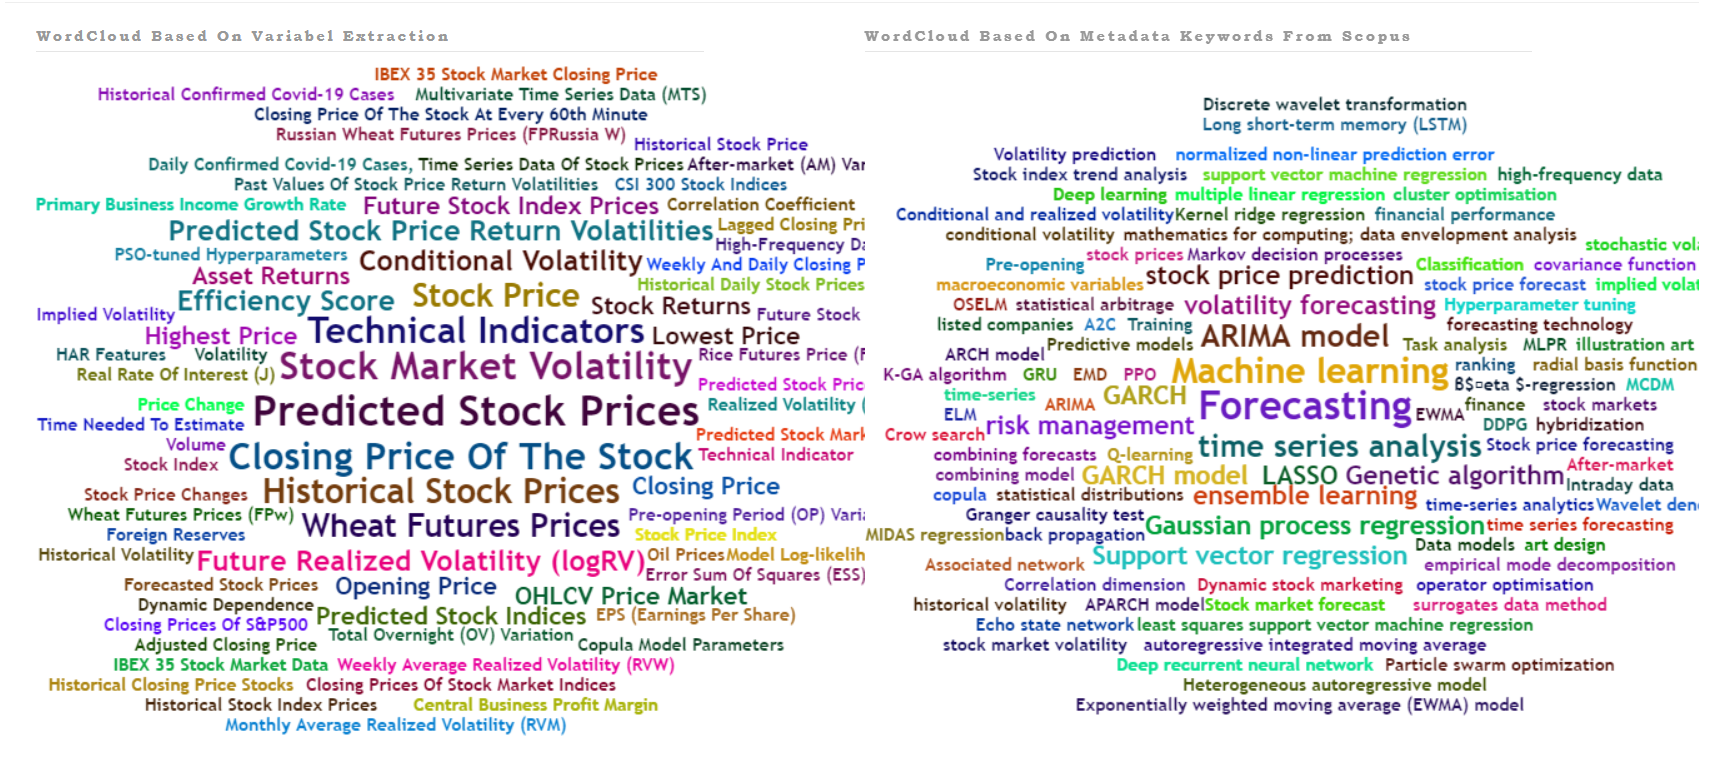 WordCloud Based On Variabel Extraction
IBEX 35 Stock Market Closing Price
Historical Confirmed Covid-19 Cases Multivariate Time Series Data (MTS)
Closing Price Of The Stock At Every 60th Minute
Russian Wheat Futures Prices (FPRussia W)
Historical Stock Price
Daily Confirmed Covid-19 Cases, Time Series Data Of Stock Prices After-market (AM) Var
Past Values Of Stock Price Return Volatilities CSI 300 Stock Indices
Primary Business Income Growth Rate Future Stock Index Prices Correlation Coefficient
Predicted Stock Price Return Volatilities Lagged Closing Pri
High-Frequency Da
PSO-tuned Hyperparameters Conditional Volatility Weekly And Daily Closing P
Asset Returns Historical Daily Stock Prices
Efficiency Score Stock Price Stock Returns
Implied Volatility Future Stock
Highest Price Technical Indicators Lowest Price
HAR Features Volatility Stock Market Volatility Rice Futures Price (F
Real Rate Of Interest (J)
Predicted Stock Pric
Price Change Predicted Stock Prices Realized Volatility (
Time Needed To Estimate
Volume Predicted Stock Mark
Stock Index Closing Price Of The Stock Technical Indicator
Stock Price Changes Historical Stock Prices Closing Price
Wheat Futures Prices (FPw) Wheat Futures Prices Pre-opening Period (OP) Varia
Foreign Reserves Stock Price Index
Historical Volatility Future Realized Volatility (logRV) Oil Prices Model Log-likelih
Error Sum Of Squares (ESS)
Forecasted Stock Prices Opening Price OHLCV Price Market
Dynamic Dependence Predicted Stock Indices EPS (Earnings Per Share)
Closing Prices Of S&P500
Total Overnight (OV) Variation
Adjusted Closing Price Copula Model Parameters
IBEX 35 Stock Market Data Weekly Average Realized Volatility (RVW)
Historical Closing Price Stocks Closing Prices Of Stock Market Indices
Historical Stock Index Prices Central Business Profit Margin
Monthly Average Realized Volatility (RVM)
WordCloud Based On Metadata Keywords From Scopus
Discrete wavelet transformation
Long short-term memory (LSTM)
Volatility prediction normalized non-linear prediction error
Stock index trend analysis support vector machine regression high-frequency data
Deep learning multiple linear regression cluster optimisation
Conditional and realized volatility Kernel ridge regression financial performance
conditional volatility mathematics for computing; data envelopment analysis
stochastic vola
stock prices Markov decision processes
Pre-opening Classification covariance function
macroeconomic variables stock price prediction stock price forecast implied volat
OSELM statistical arbitrage volatility forecasting Hyperparameter tuning
listed companies A2C Training forecasting technology
Predictive models ARIMA model Task analysis MLPR illustration art
ARCH model
K-GA algorithm GRU EMD PPO Machine learning ranking radial basis function
-regression MCDM
time-series GARCH
ARIMA Forecasting finance stock markets
ELM EWMA
risk management DDPG hybridization
Crow search
time series analysis Stock price forecasting
combining forecasts Q-learning
After-market
combining model GARCH model LASSO Genetic algorithm
Intraday data
copula statistical distributions ensemble learning
time-series analytics Wavelet den
Granger causality test
Gaussian process regression time series forecasting
MIDAS regression back propagation
Data models art design
Associated network Support vector regression empirical mode decomposition
Correlation dimension Dynamic stock marketing operator optimisation
historical volatility APARCH model Stock market forecast surrogates data method
Echo state network least squares support vector machine regression
stock market volatility autoregressive integrated moving average
Deep recurrent neural network Particle swarm optimization
Heterogeneous autoregressive model
Exponentially weighted moving average (EWMA) model